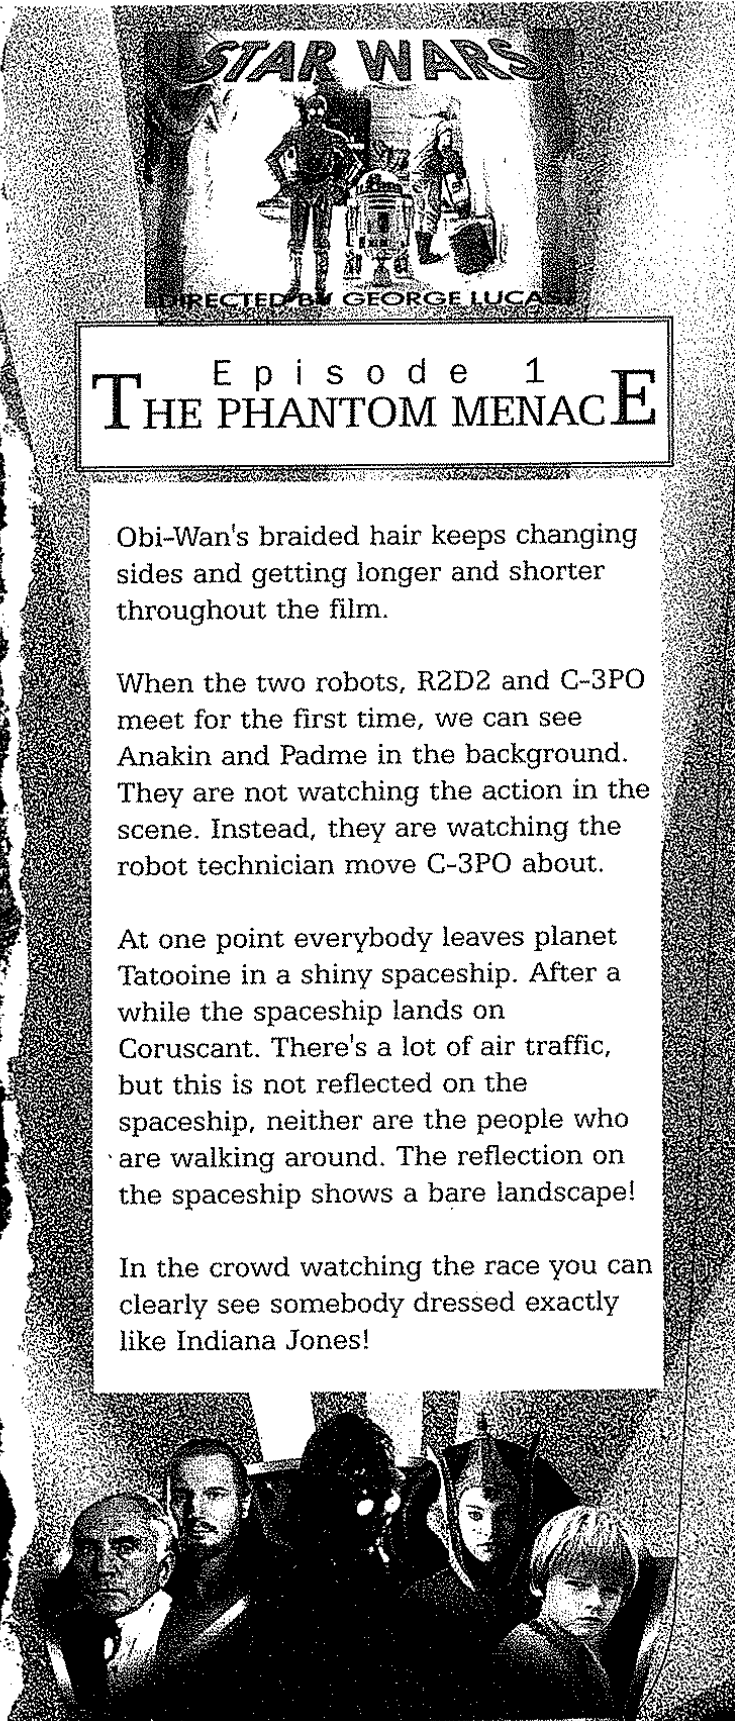 STAR WARS
DIRECTED BY GEORGE LUCAS
Episode 1
THE PHANTOM MENACE
Obi-Wan's braided hair keeps changing
sides and getting longer and shorter
throughout the film.
When the two robots, R2D2 and C-3PO
meet for the first time, we can see
Anakin and Padme in the background.
They are not watching the action in the
scene. Instead, they are watching the
robot technician move C-3PO about.
At one point everybody leaves planet
Tatooine in a shiny spaceship. After a
while the spaceship lands on
Coruscant. There's a lot of air traffic,
but this is not reflected on the
spaceship, neither are the people who
are walking around. The reflection on
the spaceship shows a bare landscape!
In the crowd watching the race you can
clearly see somebody dressed exactly
like Indiana Jones!